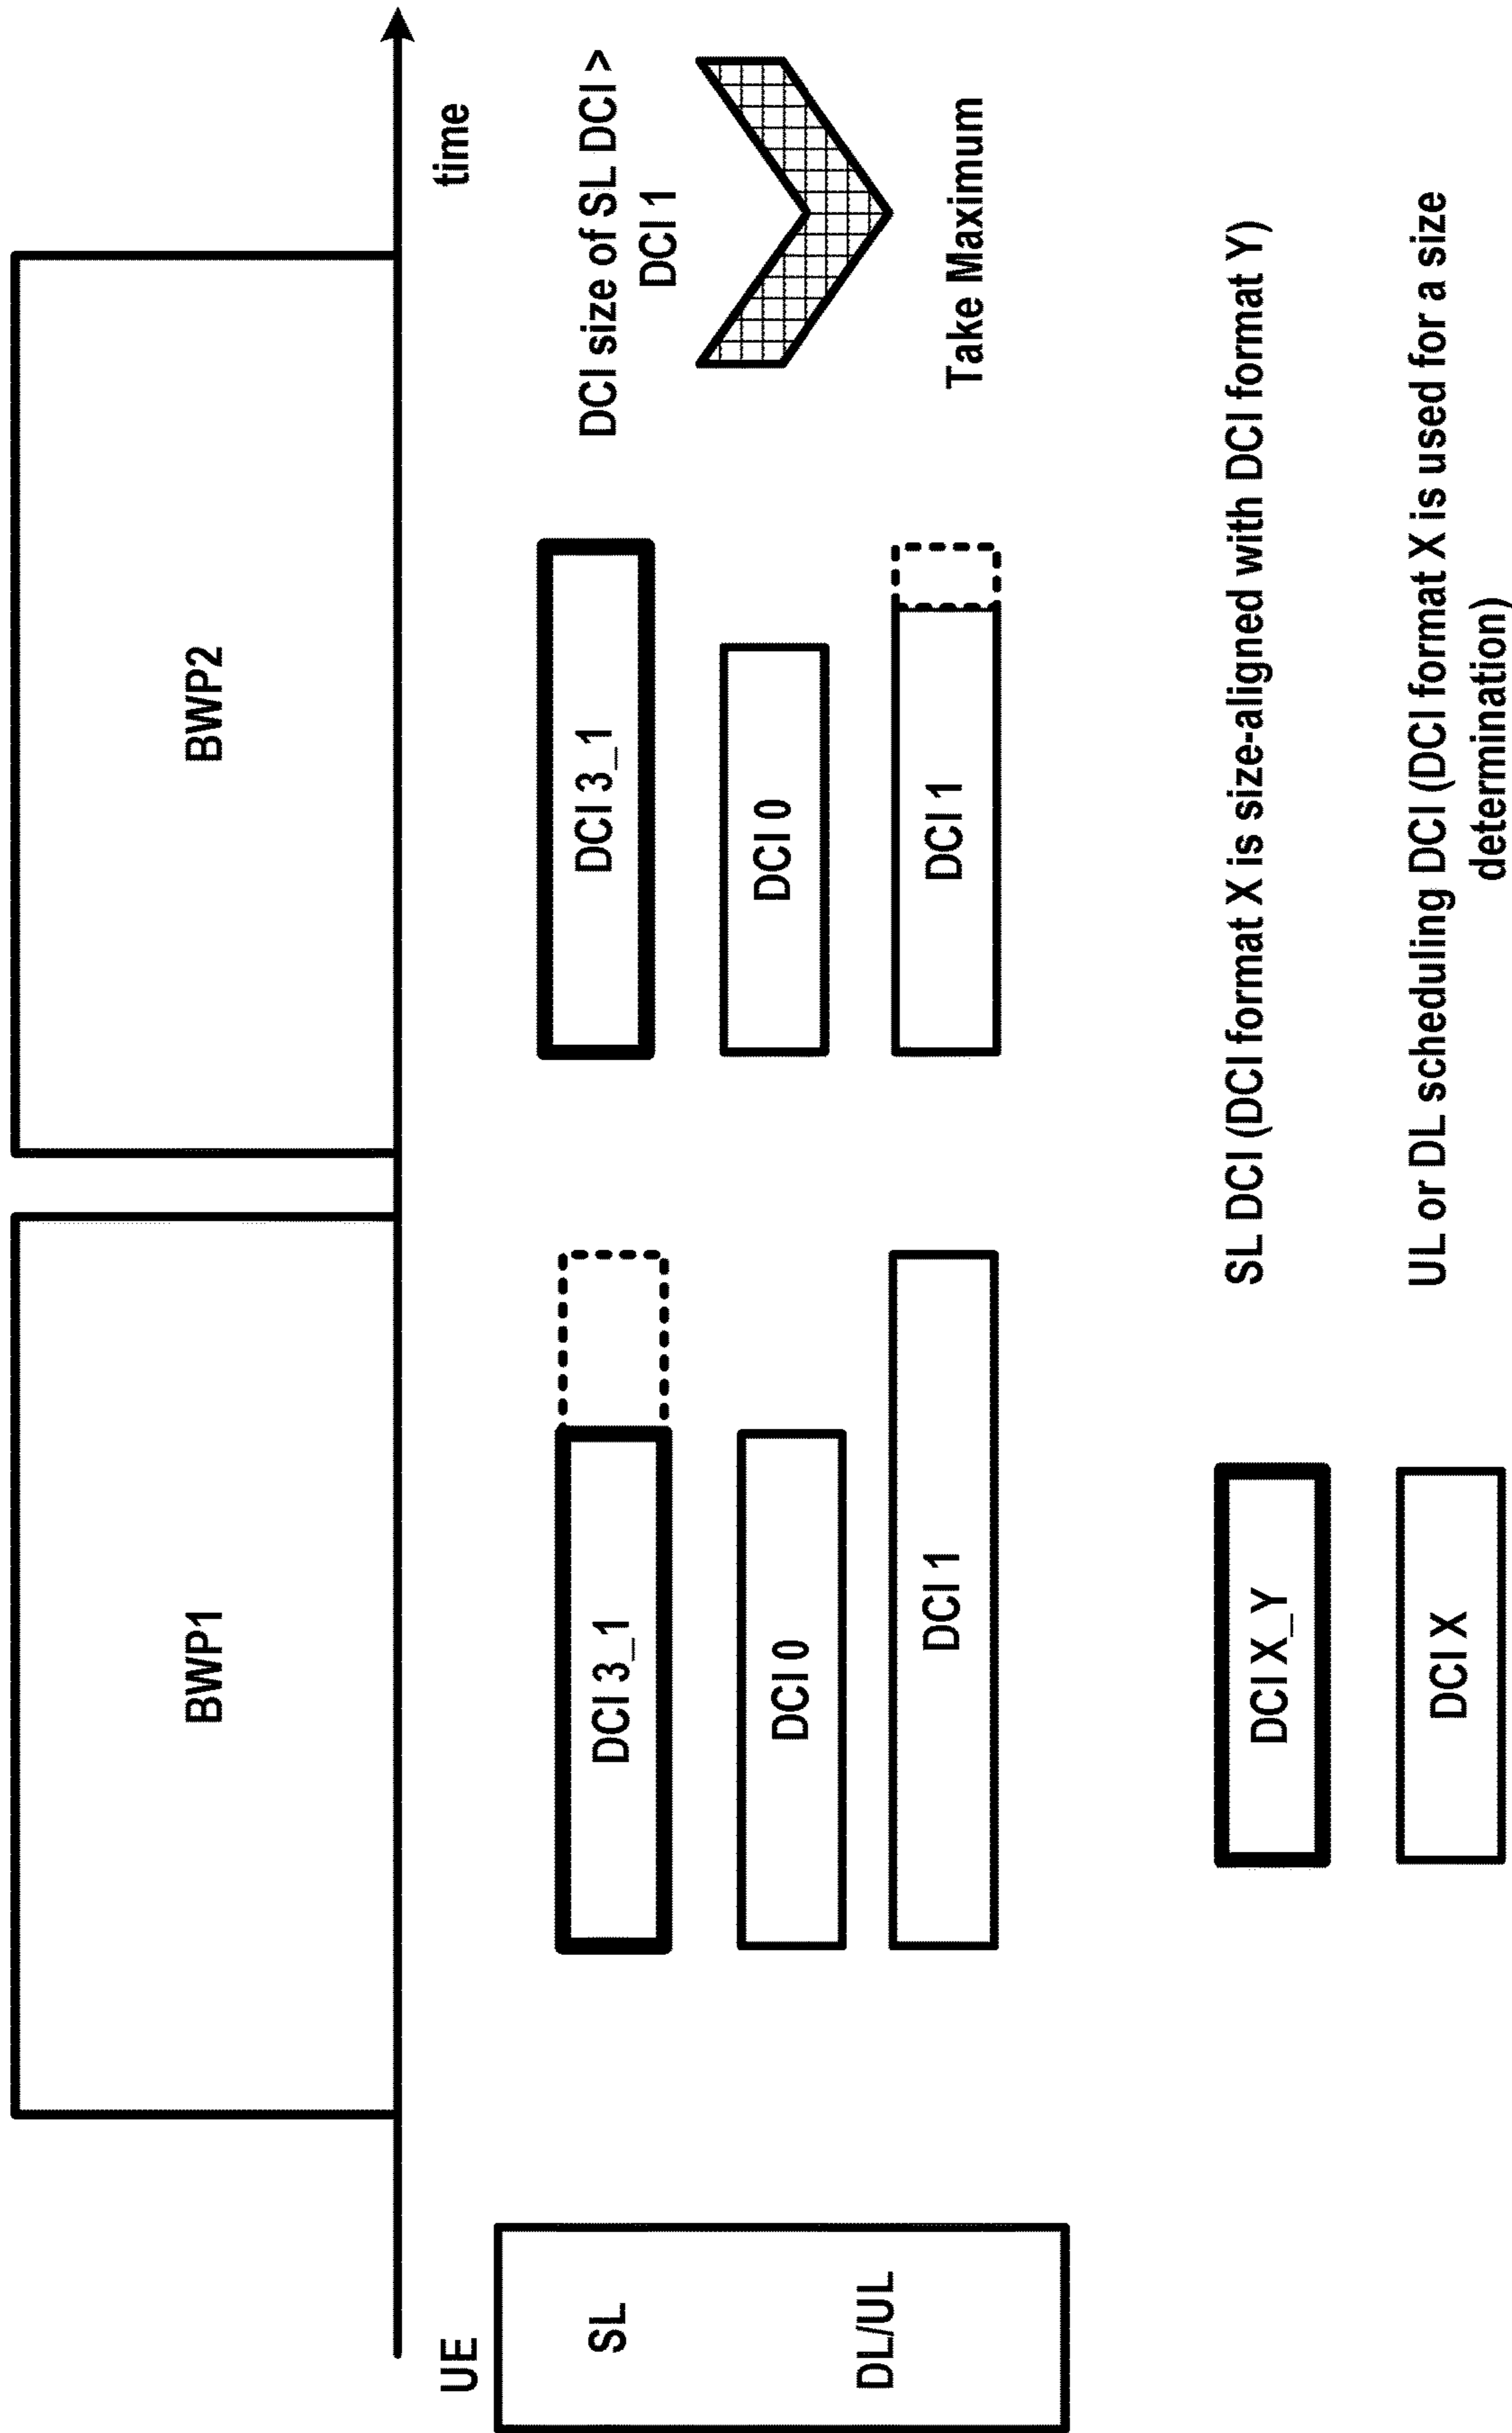 BWP1
BWP2
time
UE
SL
DL/UL
DCI 3_1
DCI 0
DCI 1
DCI 3_1
DCI 0
DCI 1
DCI size of SL DCI >
DCI 1
Take Maximum
DCI X_Y
SL DCI (DCI format X is size-aligned with DCI format Y)
DCI X
UL or DL scheduling DCI (DCI format X is used for a size
determination)